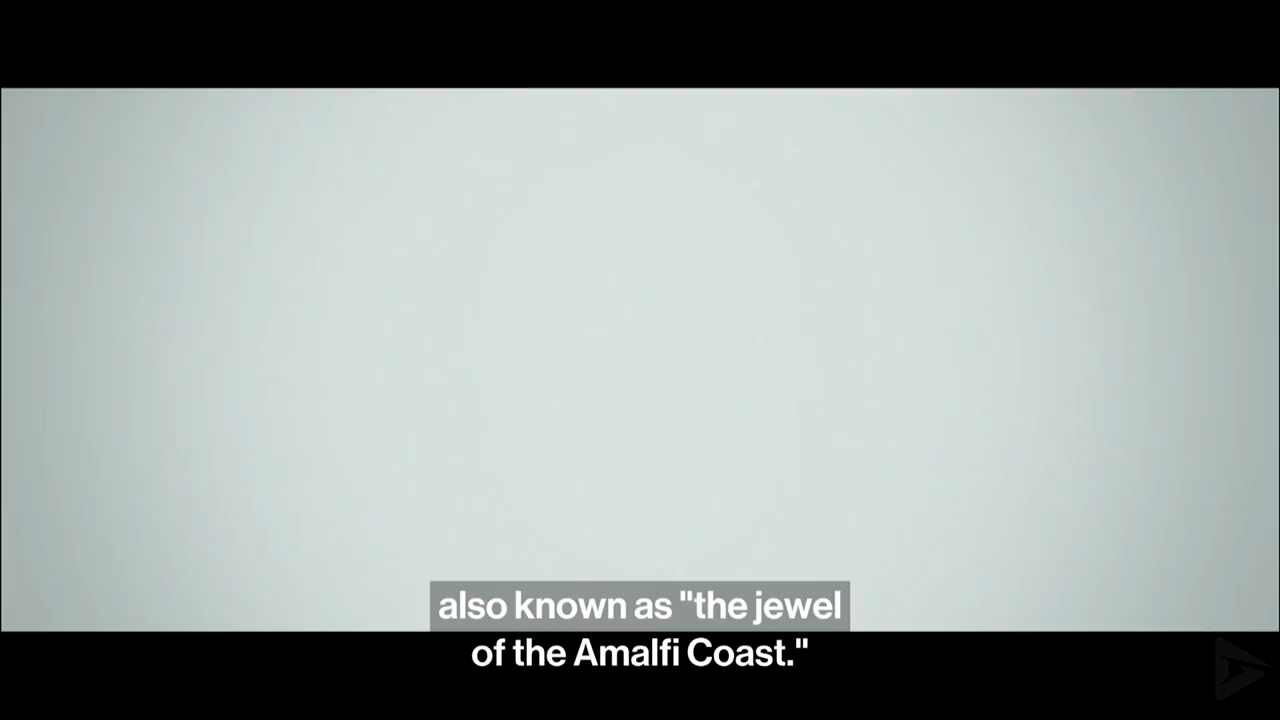 also known as "the jewel
of the Amalfi Coast."